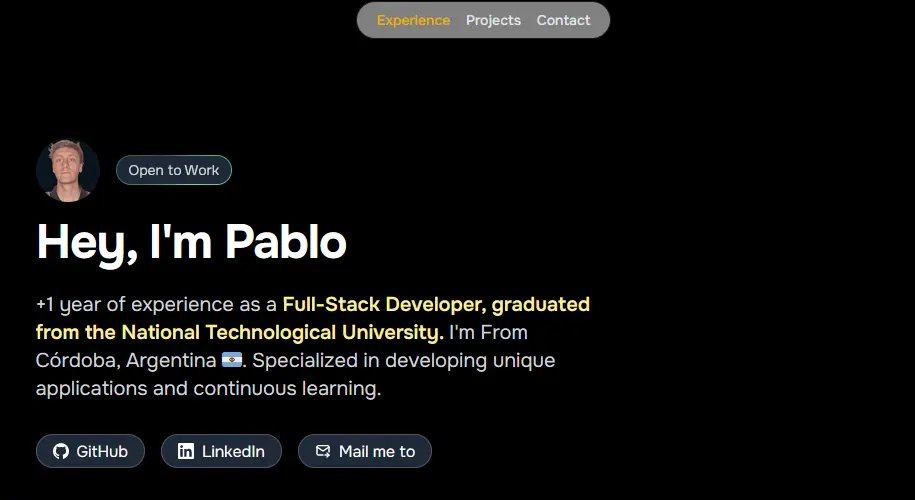 Experience Projects Contact
Open to Work
Hey, I'm Pablo
+1 year of experience as a Full-Stack Developer, graduated
from the National Technological University. I'm From
Córdoba, Argentina 🇦🇷. Specialized in developing unique
applications and continuous learning.
GitHub LinkedIn Mail me to